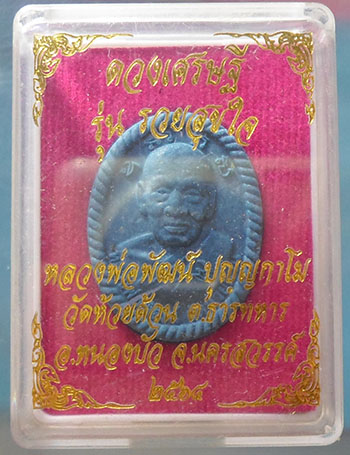 ดวงเศรษฐี
รุ่น รวยสุขใจ
หลวงพ่อพัฒน์ ปุญญกาโม
วัดห้วยด้วน ต.ธารทหาร
อ.หนองบัว จ.นครสวรรค์
๒๕๖๔